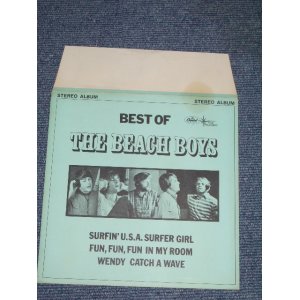 STEREO ALBUM STEREO ALBUM
BEST OF
THE BEACH BOYS
SURFIN' U.S.A. SURFER GIRL
FUN, FUN, FUN IN MY ROOM
WENDY CATCH A WAVE